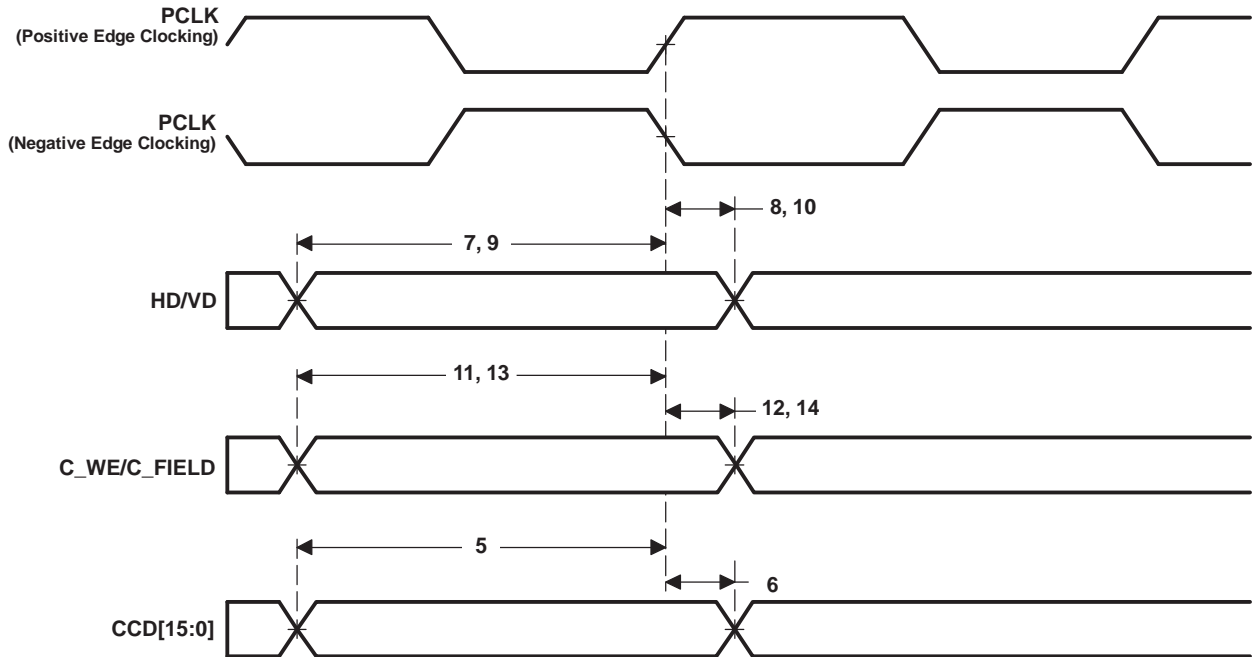 PCLK
(Positive Edge Clocking)
PCLK
(Negative Edge Clocking)
8, 10
7, 9
HD/VD
11, 13
12, 14
C_WE/C_FIELD
5
6
CCD[15:0]